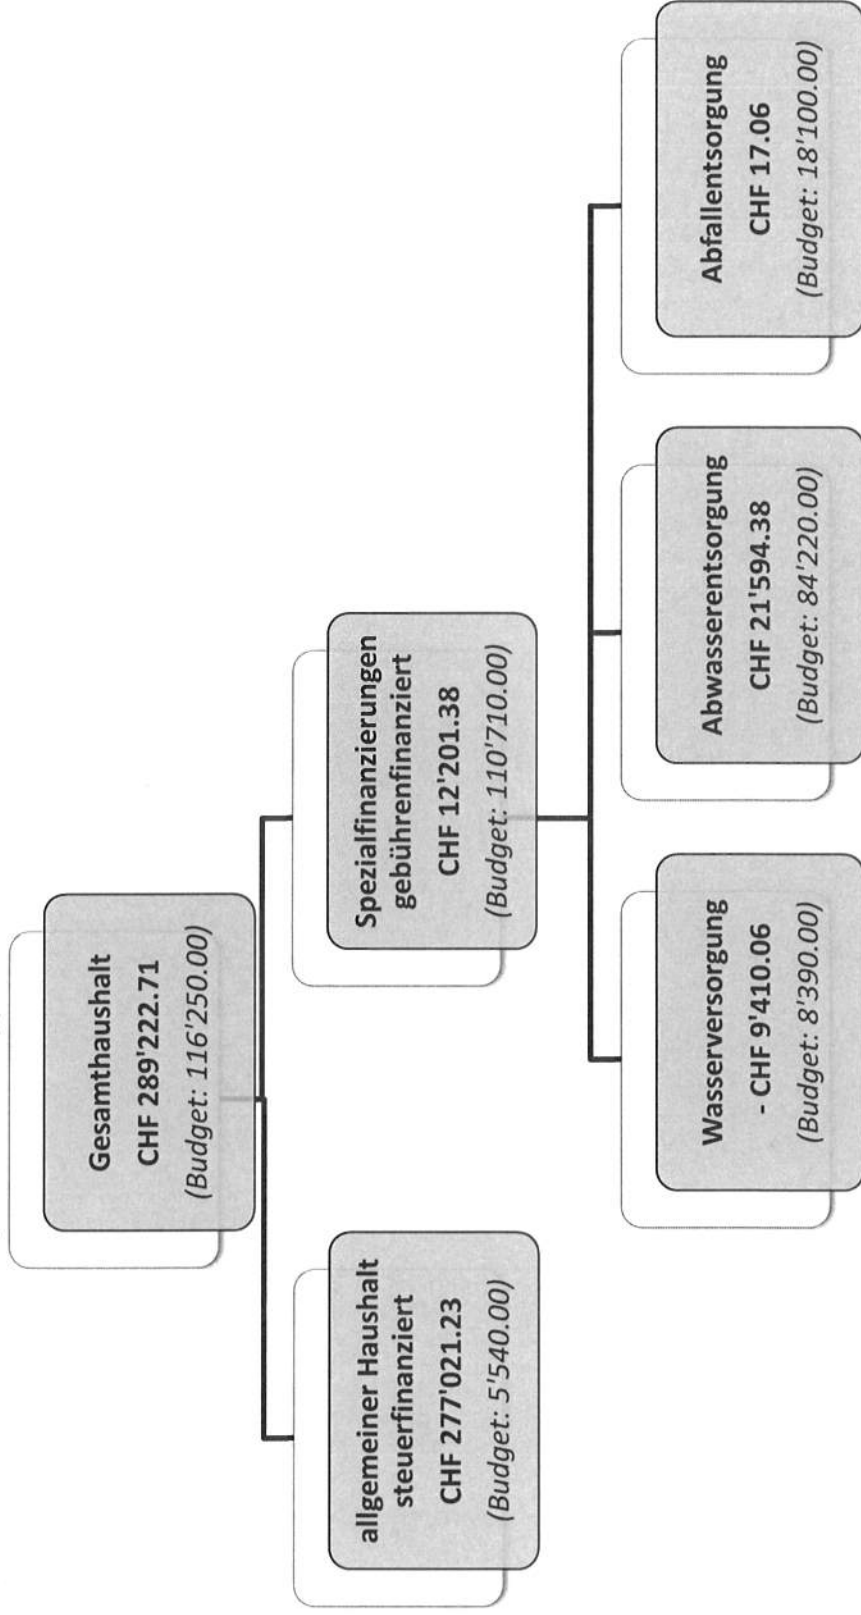 Gesamthaushalt
CHF 289'222.71
(Budget: 116'250.00)
allgemeiner Haushalt
steuerfinanziert
CHF 277'021.23
(Budget: 5'540.00)
Spezialfinanzierungen
gebührenfinanziert
CHF 12'201.38
(Budget: 110'710.00)
Wasserversorgung
- CHF 9'410.06
(Budget: 8'390.00)
Abwasserentsorgung
CHF 21'594.38
(Budget: 84'220.00)
Abfallentsorgung
CHF 17.06
(Budget: 18'100.00)